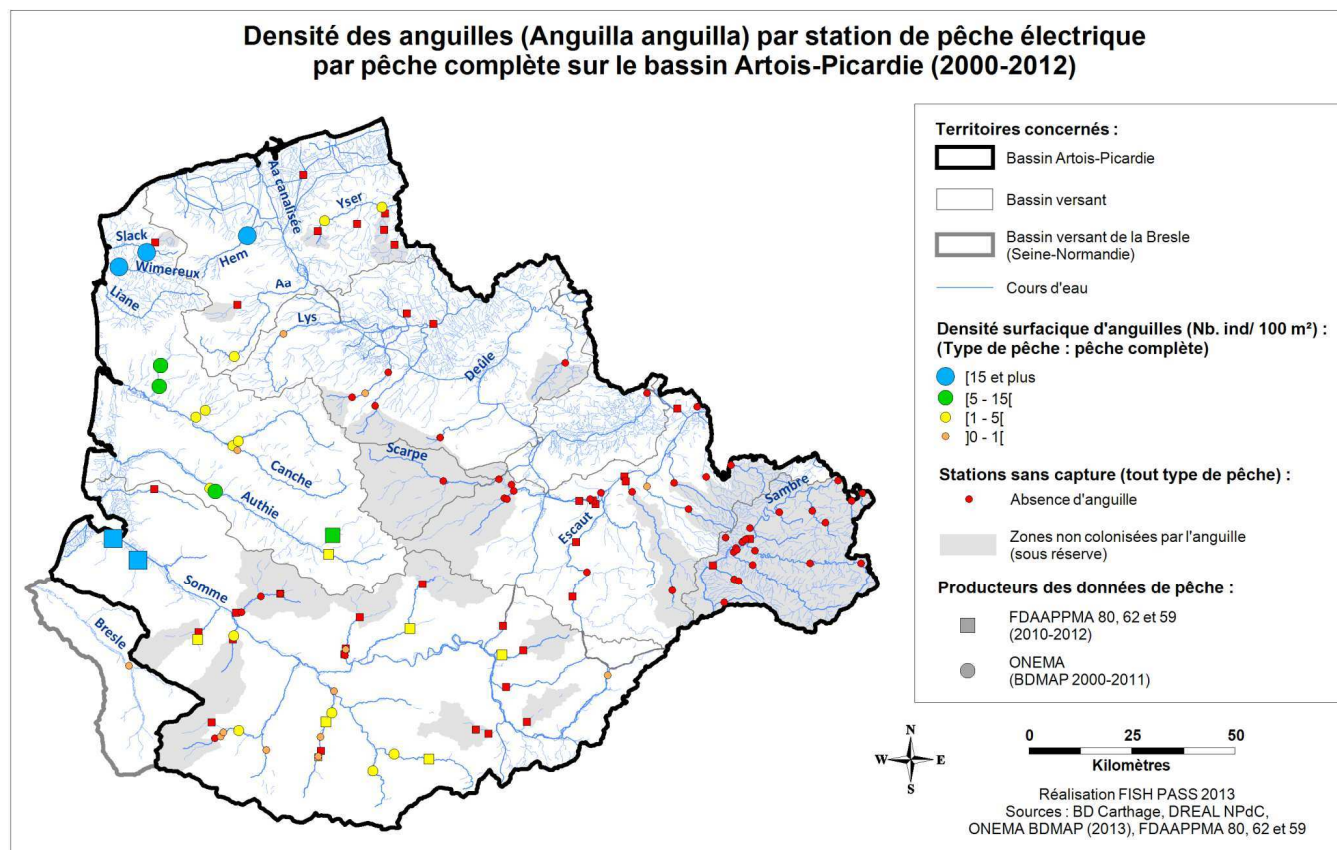 Densité des anguilles (Anguilla anguilla) par station de pêche électrique
par pêche complète sur le bassin Artois-Picardie (2000-2012)
Aa canalisée
Yser
Slack
Wimereux
Hem
Liane
Aa
Lys
Deûle
Canche
Scarpe
Authie
Escaut
Sambre
Somme
Bresle
Territoires concernés :
Bassin Artois-Picardie
Bassin versant
Bassin versant de la Bresle
(Seine-Normandie)
Cours d'eau
Densité surfacique d'anguilles (Nb. ind/ 100 m²) :
(Type de pêche : pêche complète)
[15 et plus
[5 - 15[
[1 - 5[
]0 - 1[
Stations sans capture (tout type de pêche) :
Absence d'anguille
Zones non colonisées par l'anguille
(sous réserve)
Producteurs des données de pêche :
FDAAPPMA 80, 62 et 59
(2010-2012)
ONEMA
(BDMAP 2000-2011)
N
W E
S
0 25 50
Kilomètres
Réalisation FISH PASS 2013
Sources : BD Carthage, DREAL NPdC,
ONEMA BDMAP (2013), FDAAPPMA 80, 62 et 59